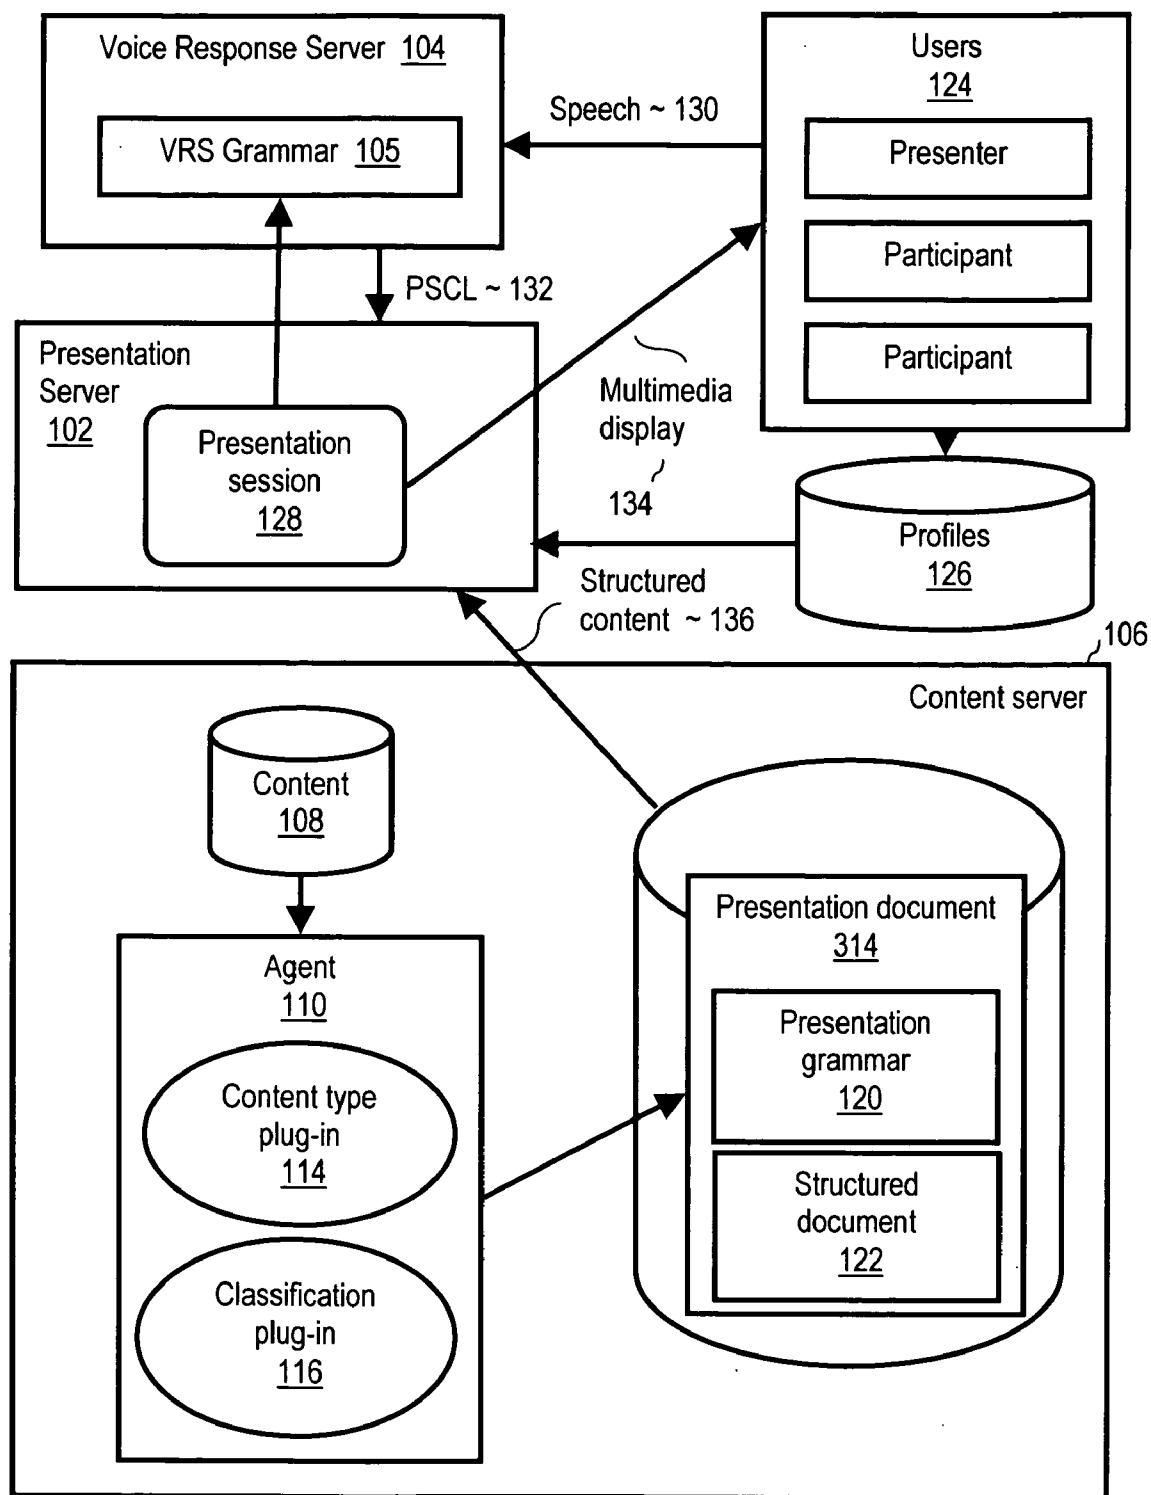 Voice Response Server 104
VRS Grammar 105
Speech ~ 130
Users
124
Presenter
Participant
Participant
PSCL ~ 132
Presentation
Server
102
Presentation
session
128
Multimedia
display
134
Profiles
126
Structured
content ~ 136
106
Content server
Content
108
Agent
110
Content type
plug-in
114
Classification
plug-in
116
Presentation document
314
Presentation
grammar
120
Structured
document
122